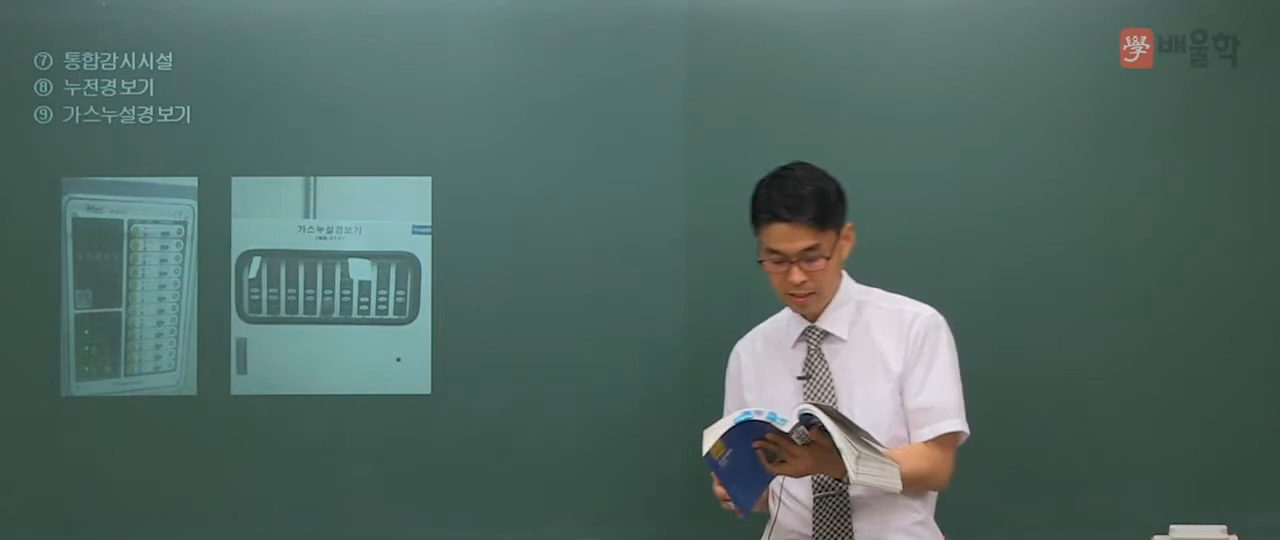 ⑦ 통합감시시설
⑧ 누전경보기
⑨ 가스누설경보기
가스누설경보기
學 배울학